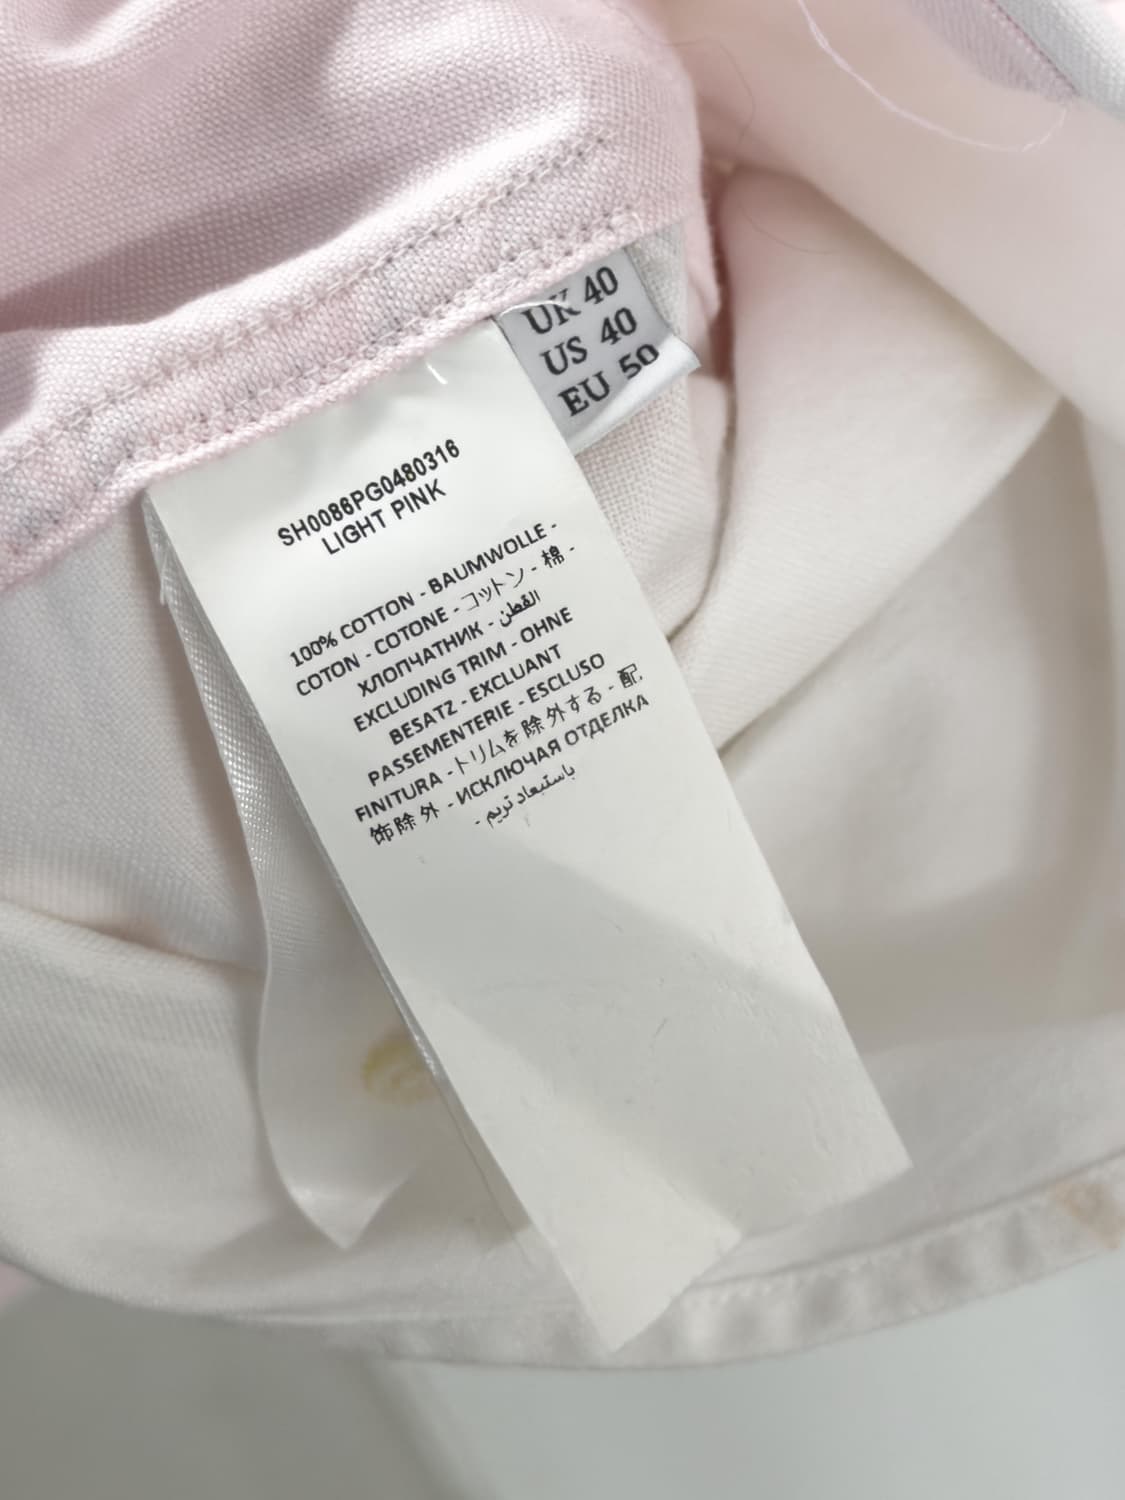 UK 40
US 40
EU 50
SH0086PG0480316
LIGHT PINK
100% COTTON - BAUMWOLLE -
COTON - COTONE - コットン - 棉 -
ХЛОПЧАТНИК - القطن
EXCLUDING TRIM - OHNE
BESATZ - EXCLUANT
PASSEMENTERIE - ESCLUSO
FINITURA - トリムを除外する - 配
饰除外 - ИСКЛЮЧАЯ ОТДЕЛКА
- باستبعاد تريم